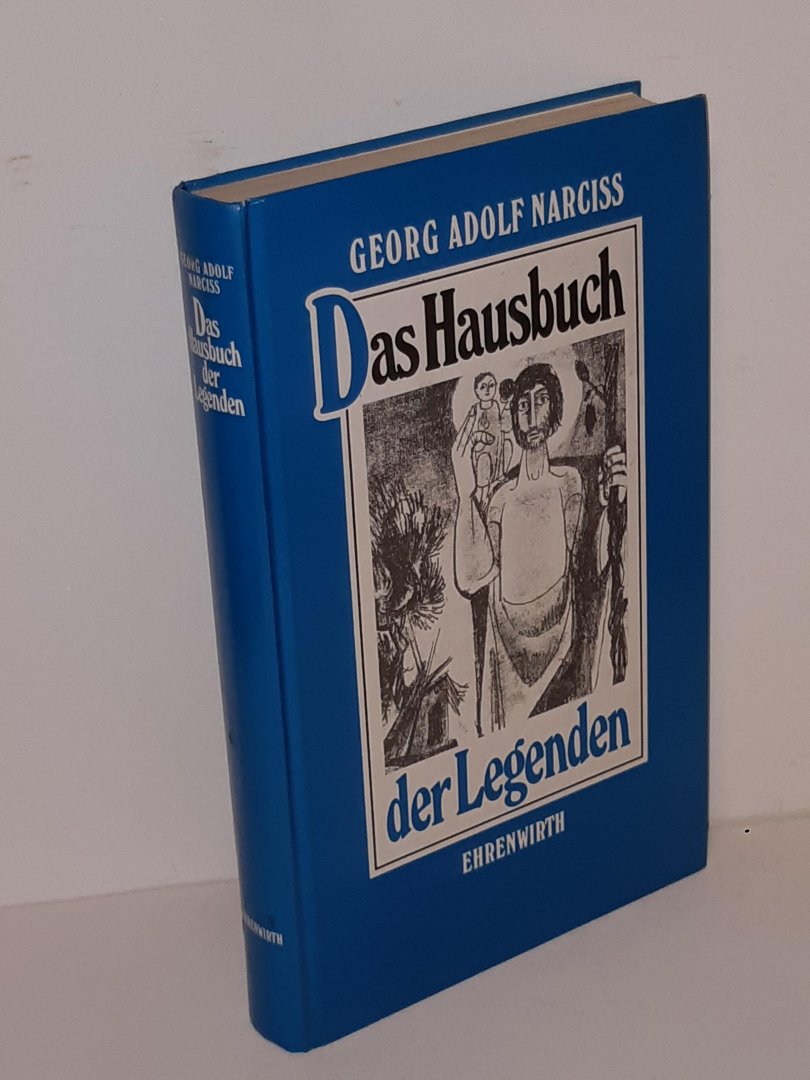 GEORG ADOLF
NARCISS
Das
Hausbuch
der
Legenden
EHRENWIRTH
GEORG ADOLF NARCISS
Das Hausbuch
der Legenden
EHRENWIRTH